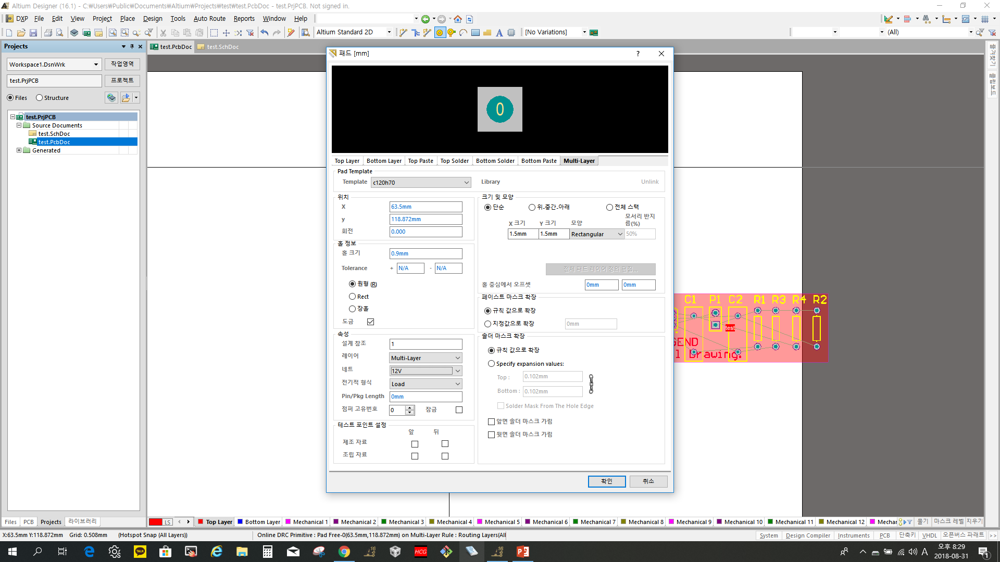 Altium Designer (16.1) - C:₩Users₩Public₩Documents₩Altium₩Projects₩test₩test.PcbDoc - test.PrjPCB. Not signed in.
DXP File Edit View Project Place Design Tools Auto Route Reports Window Help
Altium Standard 2D
[No Variations]
(All)
Projects
test.PcbDoc
test.SchDoc
Workspace1.DsnWrk
작업영역
test.PrjPCB
프로젝트
Files
Structure
test.PrjPCB
Source Documents
test.SchDoc
test.PcbDoc
Generated
패드 [mm]
?
0
Top Layer Bottom Layer Top Paste Top Solder Bottom Solder Bottom Paste Multi-Layer
Pad Template
Template c120h70
Library
Unlink
위치
X 63.5mm
y 118.872mm
회전 0.000
홀 정보
홀 크기 0.9mm
Tolerance + N/A - N/A
원형 (R)
Rect
장홀
도금
속성
설계 참조 1
레이어 Multi-Layer
네트 12V
전기적 형식 Load
Pin/Pkg Length 0mm
점퍼 고유번호 0 잠금
테스트 포인트 설정
앞 뒤
제조 자료
조립 자료
크기 및 모양
단순 위-중간-아래 전체 스택
X 크기 Y 크기 모양 모서리 반지름(%)
1.5mm 1.5mm Rectangular 50%
전체 패드 레이어 정의 편집...
홀 중심에서 오프셋 0mm 0mm
페이스트 마스크 확장
규칙 값으로 확장
지정값으로 확장 0mm
솔더 마스크 확장
규칙 값으로 확장
Specify expansion values:
Top : 0.102mm
Bottom : 0.102mm
Solder Mask From The Hole Edge
앞면 솔더 마스크 가림
뒷면 솔더 마스크 가림
확인 취소
C1 P1 C2 R1 R3 R4 R2
test
GEND
l Drawing.
즐겨찾기
클립보드
Files PCB Projects 라이브러리
LS Top Layer Bottom Layer Mechanical 1 Mechanical 2 Mechanical 3 Mechanical 4 Mechanical 5 Mechanical 6 Mechanical 7 Mechanical 8 Mechanical 9 Mechanical 10 Mechanical 11 Mechanical 12 Mechar 물기 마스크 레벨 지우기
X:63.5mm Y:118.872mm Grid: 0.508mm (Hotspot Snap (All Layers))
Online DRC Primitive : Pad Free-0(63.5mm,118.872mm) on Multi-Layer Rule : Routing Layers(All
System Design Compiler Instruments PCB 단축키 VHDL 오픈버스 파래트 >>
TALK
HCG
16
16
A
오후 8:29
2018-08-31
1